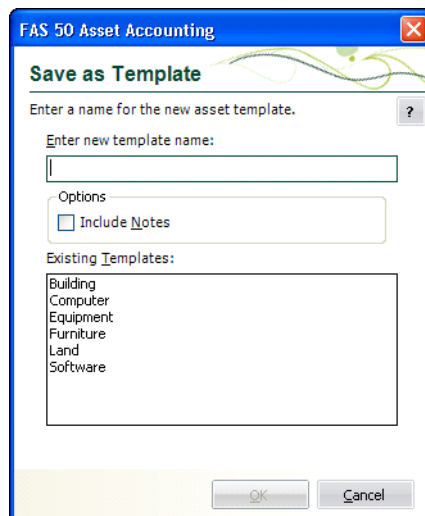 FAS 50 Asset Accounting
Save as Template
Enter a name for the new asset template.
?
Enter new template name:
Options
Include Notes
Existing Templates:
Building
Computer
Equipment
Furniture
Land
Software
OK
Cancel